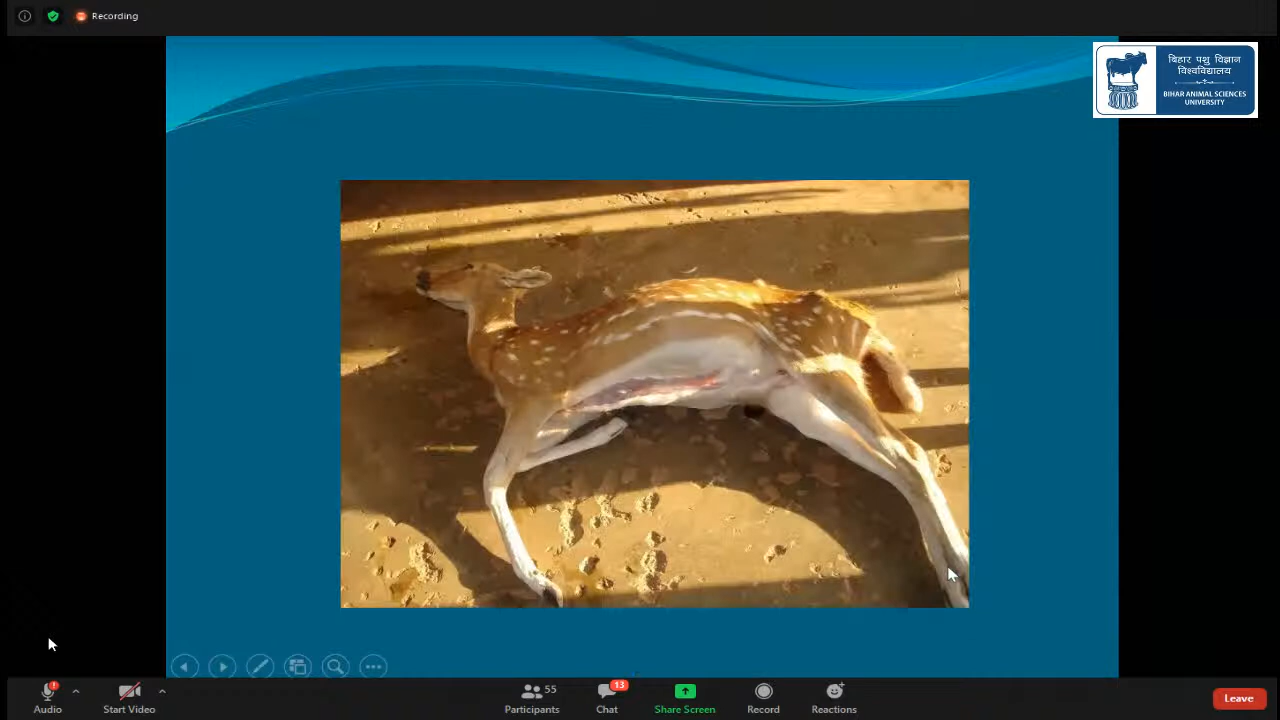 Recording
बिहार पशु विज्ञान
विश्वविद्यालय
BIHAR ANIMAL SCIENCES
UNIVERSITY
55
13
Audio
Start Video
Participants
Chat
Share Screen
Record
Reactions
Leave